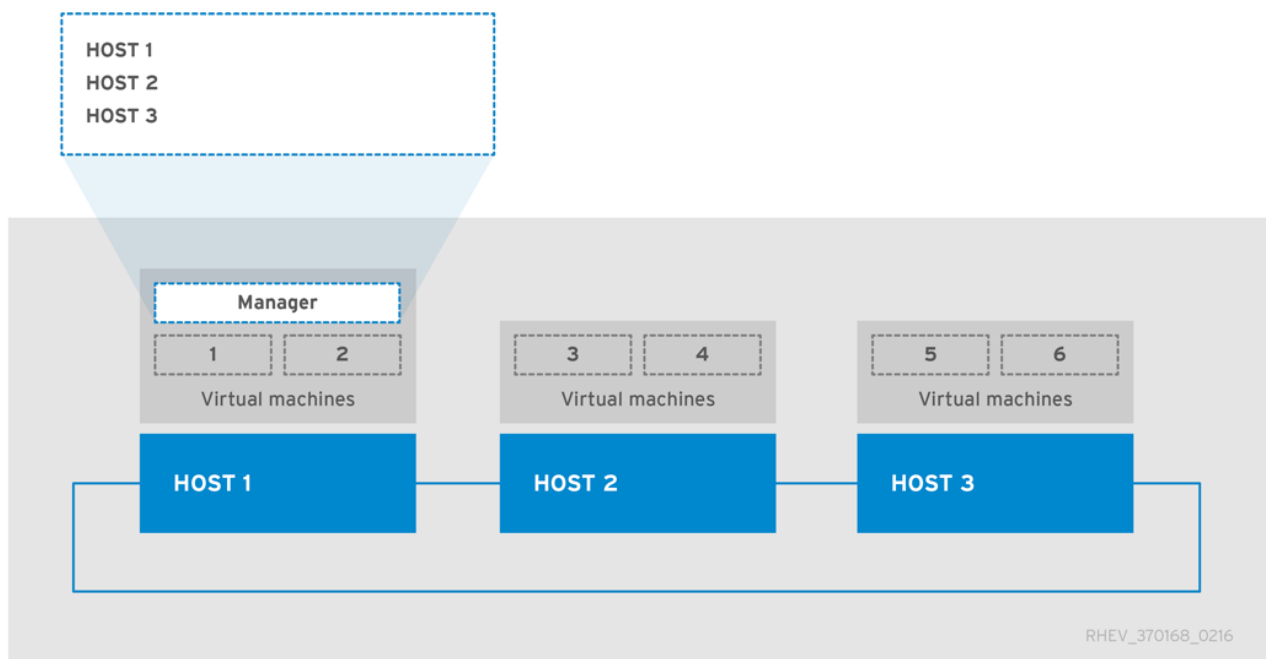 HOST 1
HOST 2
HOST 3
Manager
1 2
Virtual machines
3 4
Virtual machines
5 6
Virtual machines
HOST 1
HOST 2
HOST 3
RHEV_370168_0216